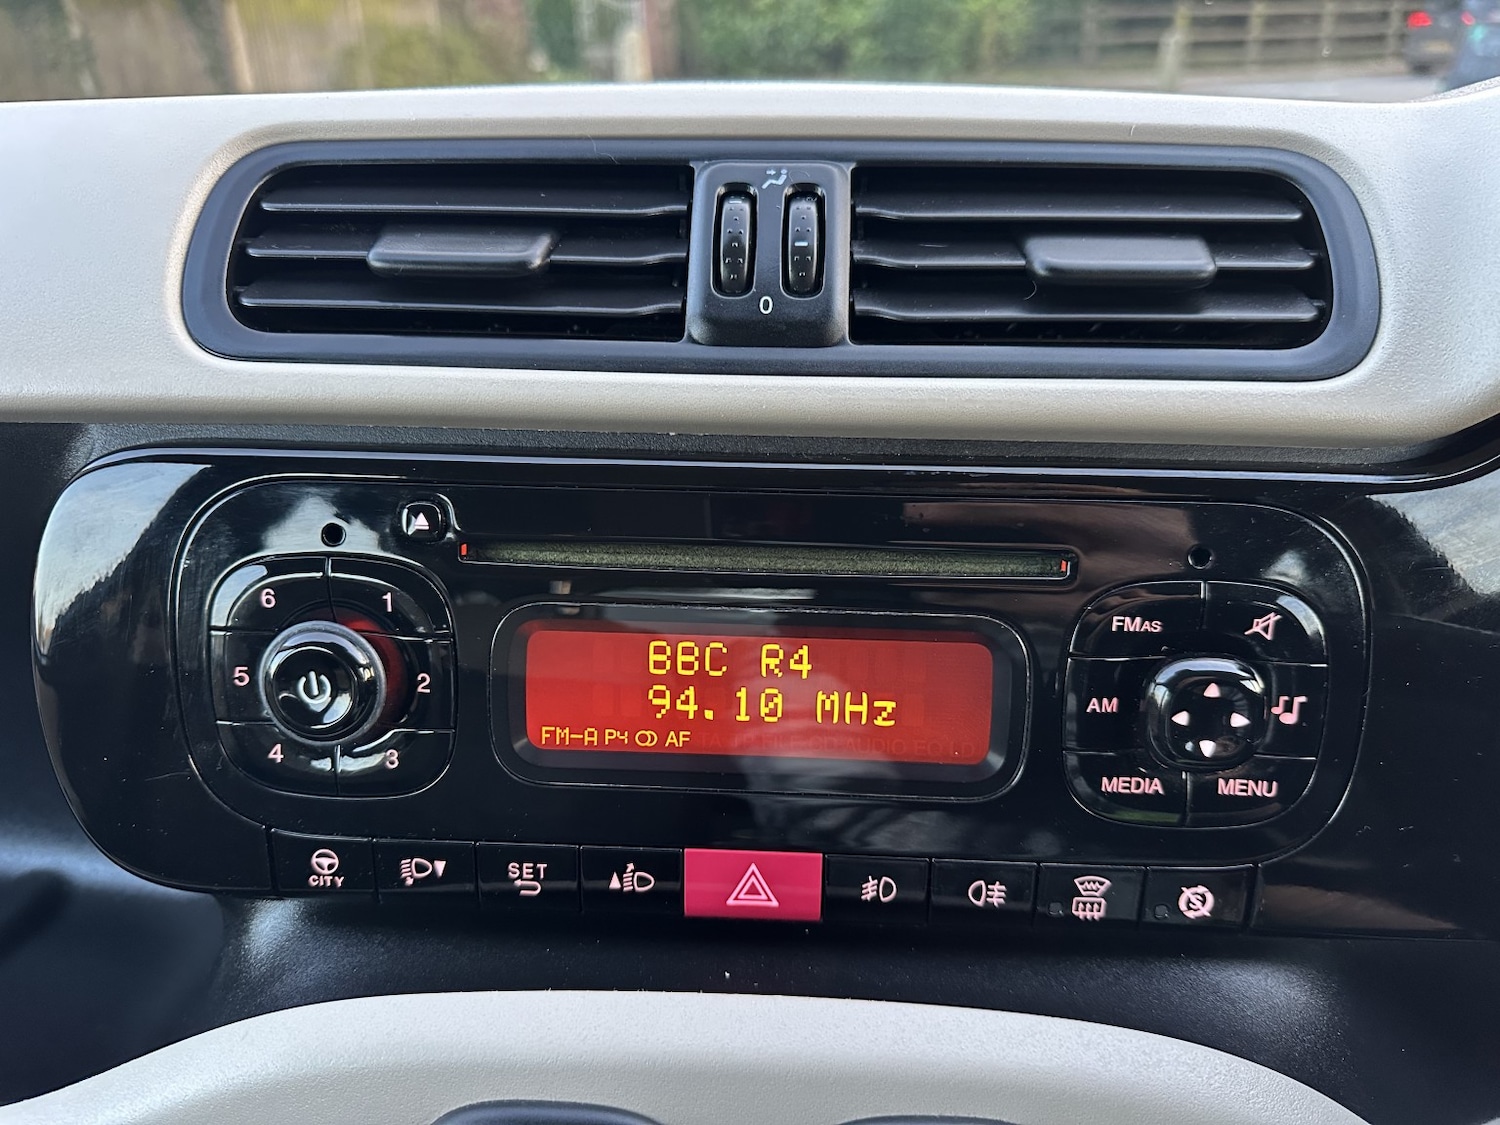 0
6
1
5
2
4
3
BBC R4
94.10 MHz
FM-A P4 AF
FMAS
AM
MEDIA
MENU
CITY
SET